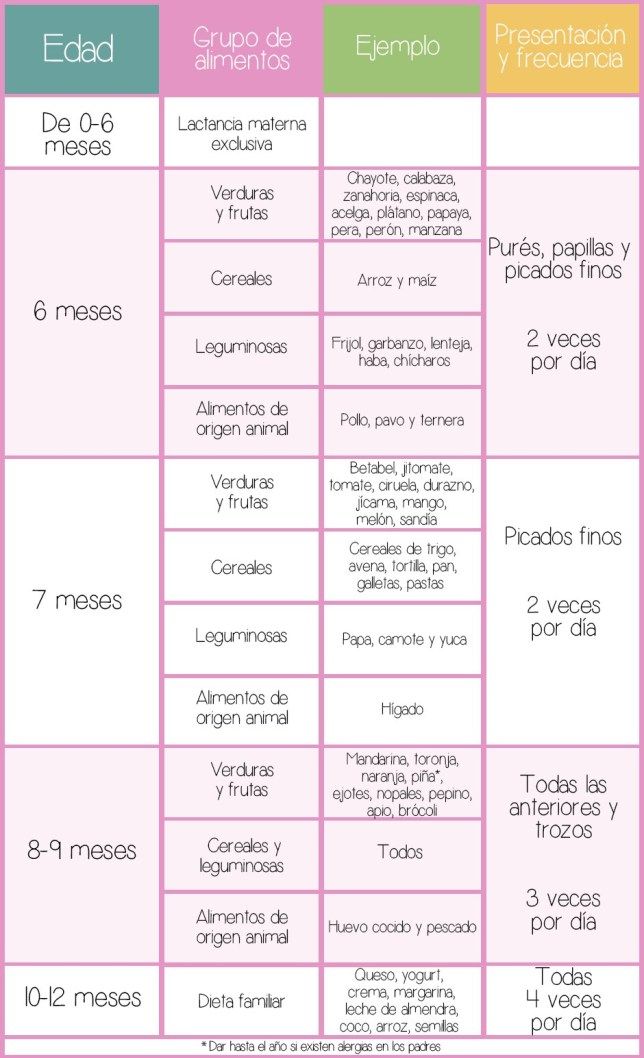 Edad
Grupo de
alimentos
Ejemplo
Presentación
y frecuencia
De 0-6
meses
Lactancia materna
exclusiva
6 meses
Verduras
y frutas
Chayote, calabaza,
zanahoria, espinaca,
acelga, plátano, papaya,
pera, perón, manzana
Cereales
Arroz y maíz
Leguminosas
Frijol, garbanzo, lenteja,
haba, chícharos
Alimentos de
origen animal
Pollo, pavo y ternera
Purés, papillas y
picados finos
2 veces
por día
7 meses
Verduras
y frutas
Betabel, jitomate,
tomate, ciruela, durazno,
jícama, mango,
melón, sandía
Cereales
Cereales de trigo,
avena, tortilla, pan,
galletas, pastas
Leguminosas
Papa, camote y yuca
Alimentos de
origen animal
Hígado
Picados finos
2 veces
por día
8-9 meses
Verduras
y frutas
Mandarina, toronja,
naranja, piña*,
ejotes, nopales, pepino,
apio, brócoli
Cereales y
leguminosas
Todos
Alimentos de
origen animal
Huevo cocido y pescado
Todas las
anteriores y
trozos
3 veces
por día
10-12 meses
Dieta familiar
Queso, yogurt,
crema, margarina,
leche de almendra,
coco, arroz, semillas
Todas
4 veces
por día
* Dar hasta el año si existen alergias en los padres